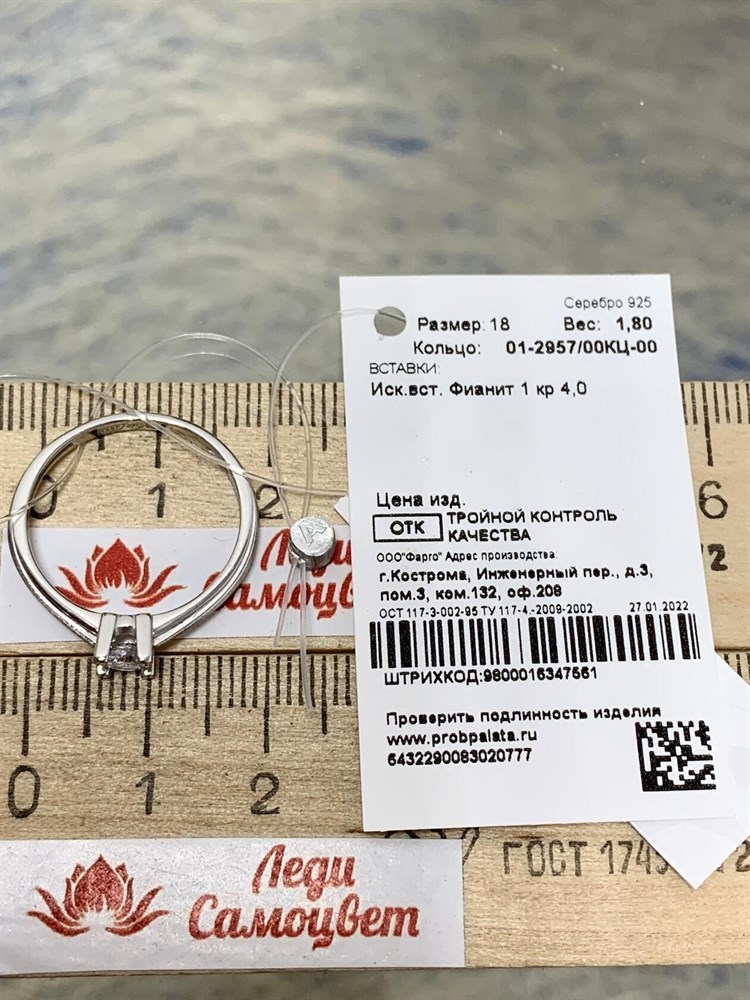 Серебро 925
Размер: 18 Вес: 1,80
Кольцо: 01-2957/00КЦ-00
ВСТАВКИ:
Иск.вст. Фианит 1 кр 4,0
Цена изд.
ОТК ТРОЙНОЙ КОНТРОЛЬ
КАЧЕСТВА
ООО"Фарго" Адрес производства:
г.Кострома, Инженерный пер., д.3,
пом.3, ком.132, оф.208
ОСТ 117-3-002-95 ТУ 117-4.-2009-2002 27.01.2022
ШТРИХКОД:9800016347561
Проверить подлинность изделия
www.probpalata.ru
6432290083020777
0 1 2 6
Леди
Самоцвет
0 1 2
ГОСТ
Леди
Самоцвет